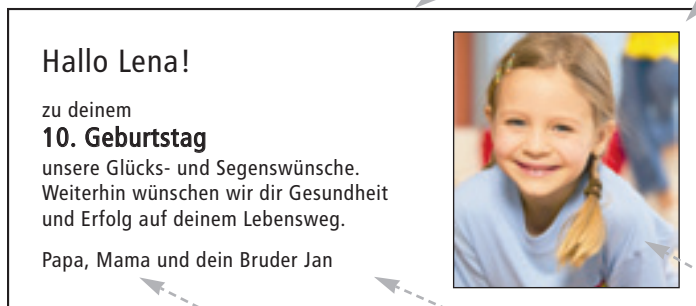 Hallo Lena!
zu deinem
10. Geburtstag
unsere Glücks- und Segenswünsche.
Weiterhin wünschen wir dir Gesundheit
und Erfolg auf deinem Lebensweg.
Papa, Mama und dein Bruder Jan